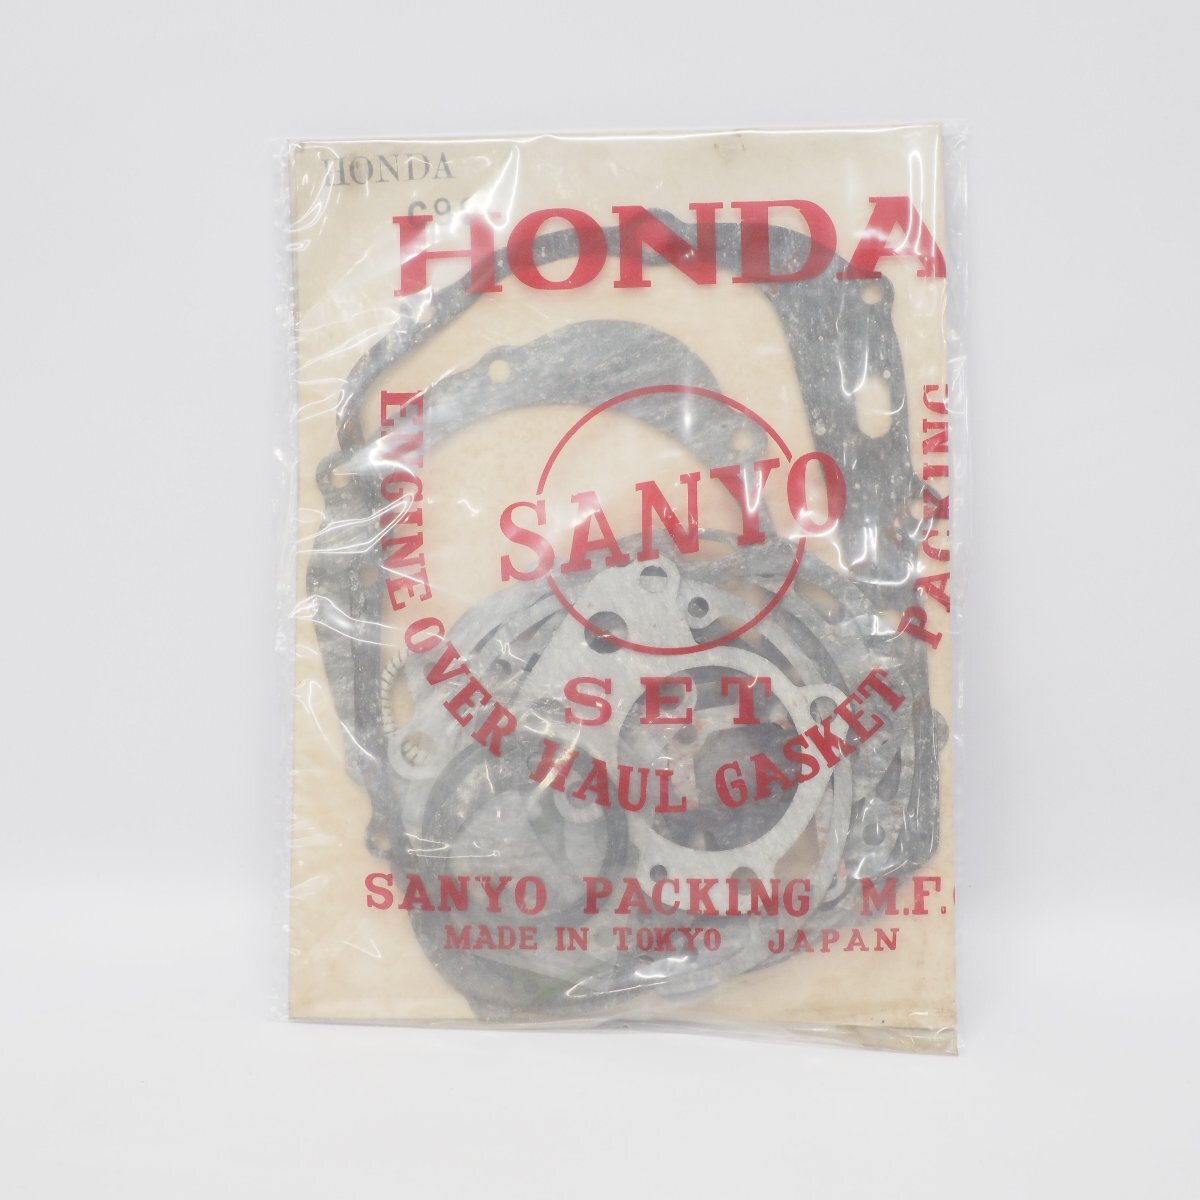 HONDA
HONDA
SANYO
SET
ENGINE OVER HAUL GASKET PACKING
SANYO PACKING M.F.
MADE IN TOKYO JAPAN